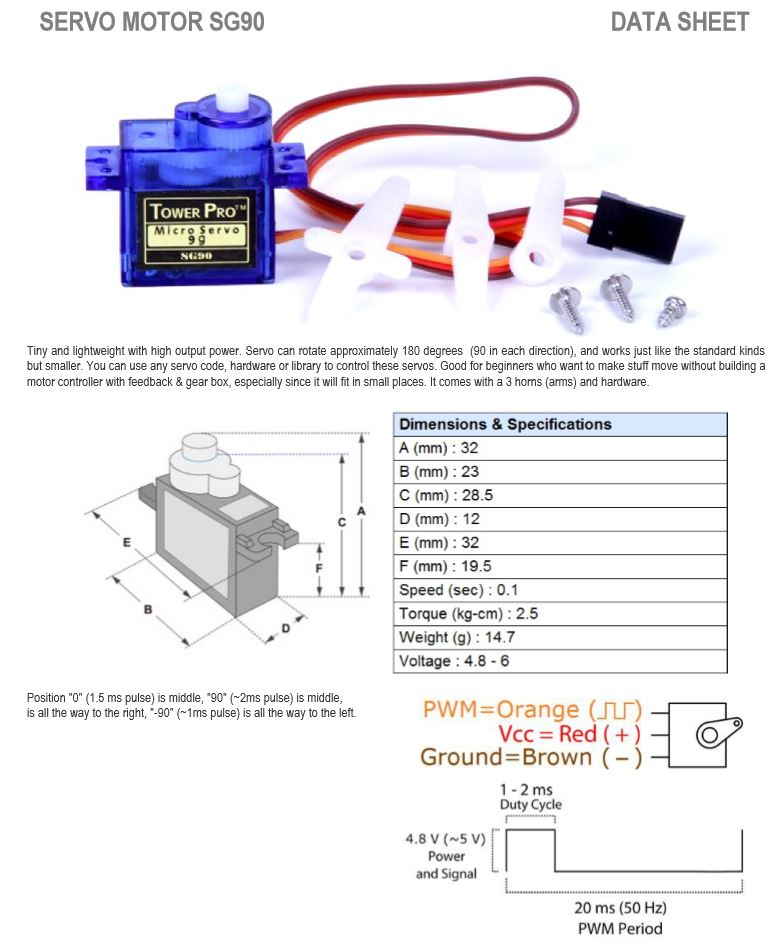 SERVO MOTOR SG90 DATA SHEET
TOWER PRO™
Micro Servo
9g
SG90
Tiny and lightweight with high output power. Servo can rotate approximately 180 degrees (90 in each direction), and works just like the standard kinds
but smaller. You can use any servo code, hardware or library to control these servos. Good for beginners who want to make stuff move without building a
motor controller with feedback & gear box, especially since it will fit in small places. It comes with a 3 horns (arms) and hardware.
A
C
E
F
B
D
Dimensions & Specifications
A (mm) : 32
B (mm) : 23
C (mm) : 28.5
D (mm) : 12
E (mm) : 32
F (mm) : 19.5
Speed (sec) : 0.1
Torque (kg-cm) : 2.5
Weight (g) : 14.7
Voltage : 4.8 - 6
Position "0" (1.5 ms pulse) is middle, "90" (~2ms pulse) is middle,
is all the way to the right, "-90" (~1ms pulse) is all the way to the left.
PWM=Orange (⎍⎍)
Vcc = Red ( + )
Ground=Brown ( − )
1 - 2 ms
Duty Cycle
4.8 V (~5 V)
Power
and Signal
20 ms (50 Hz)
PWM Period